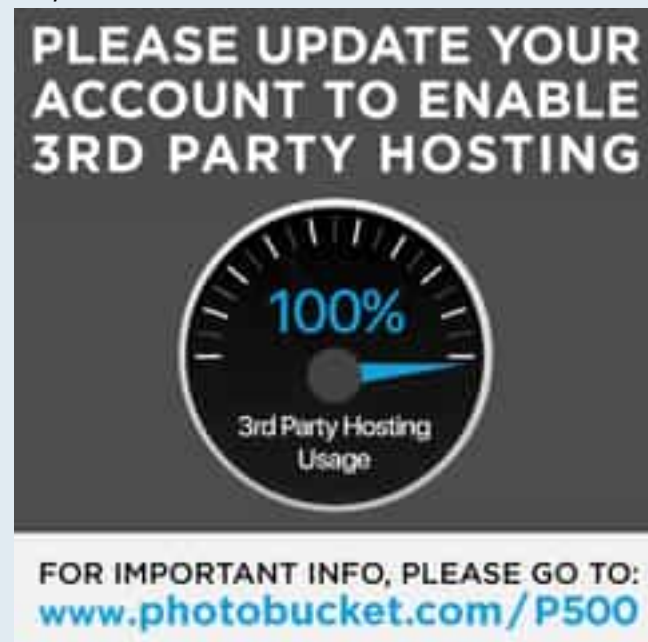 PLEASE UPDATE YOUR
ACCOUNT TO ENABLE
3RD PARTY HOSTING
100%
3rd Party Hosting
Usage
FOR IMPORTANT INFO, PLEASE GO TO:
www.photobucket.com/P500